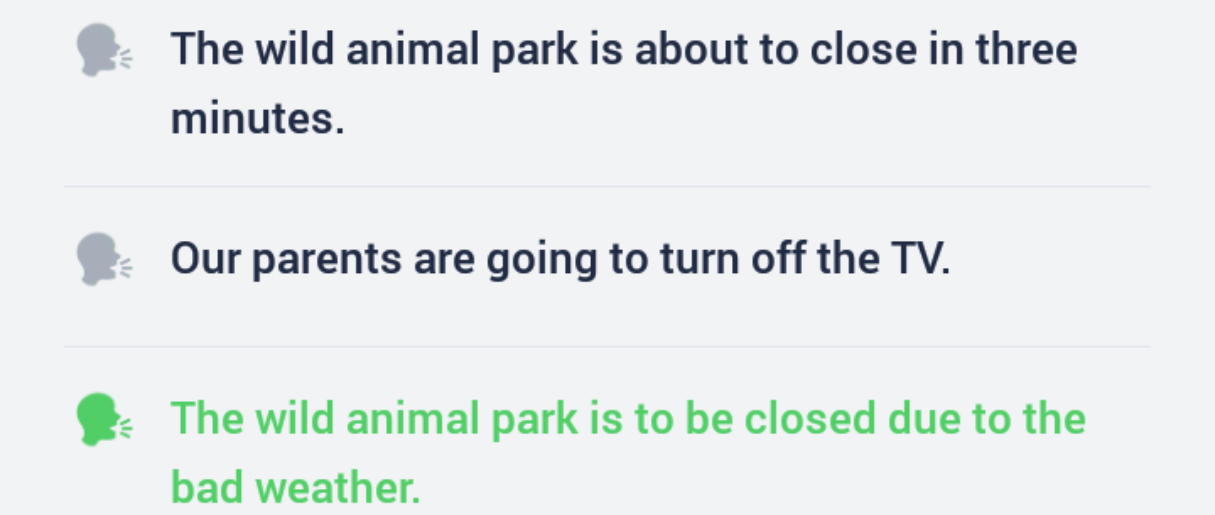 The wild animal park is about to close in three
minutes.
Our parents are going to turn off the TV.
The wild animal park is to be closed due to the
bad weather.